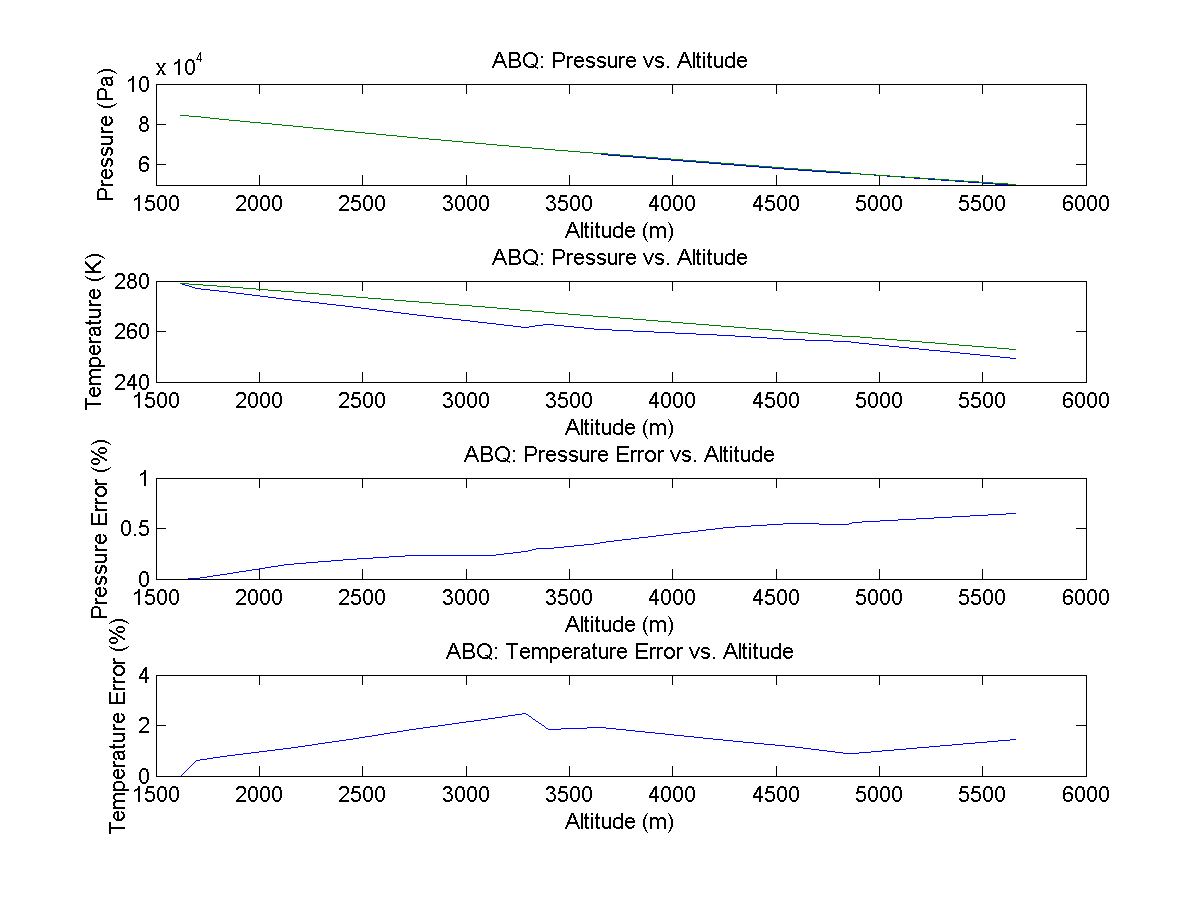 ABQ: Pressure vs. Altitude
x 10^4
Pressure (Pa)
10
8
6
1500 2000 2500 3000 3500 4000 4500 5000 5500 6000
Altitude (m)
ABQ: Pressure vs. Altitude
Temperature (K)
280
260
240
1500 2000 2500 3000 3500 4000 4500 5000 5500 6000
Altitude (m)
ABQ: Pressure Error vs. Altitude
Pressure Error (%)
1
0.5
0
1500 2000 2500 3000 3500 4000 4500 5000 5500 6000
Altitude (m)
ABQ: Temperature Error vs. Altitude
Temperature Error (%)
4
2
0
1500 2000 2500 3000 3500 4000 4500 5000 5500 6000
Altitude (m)